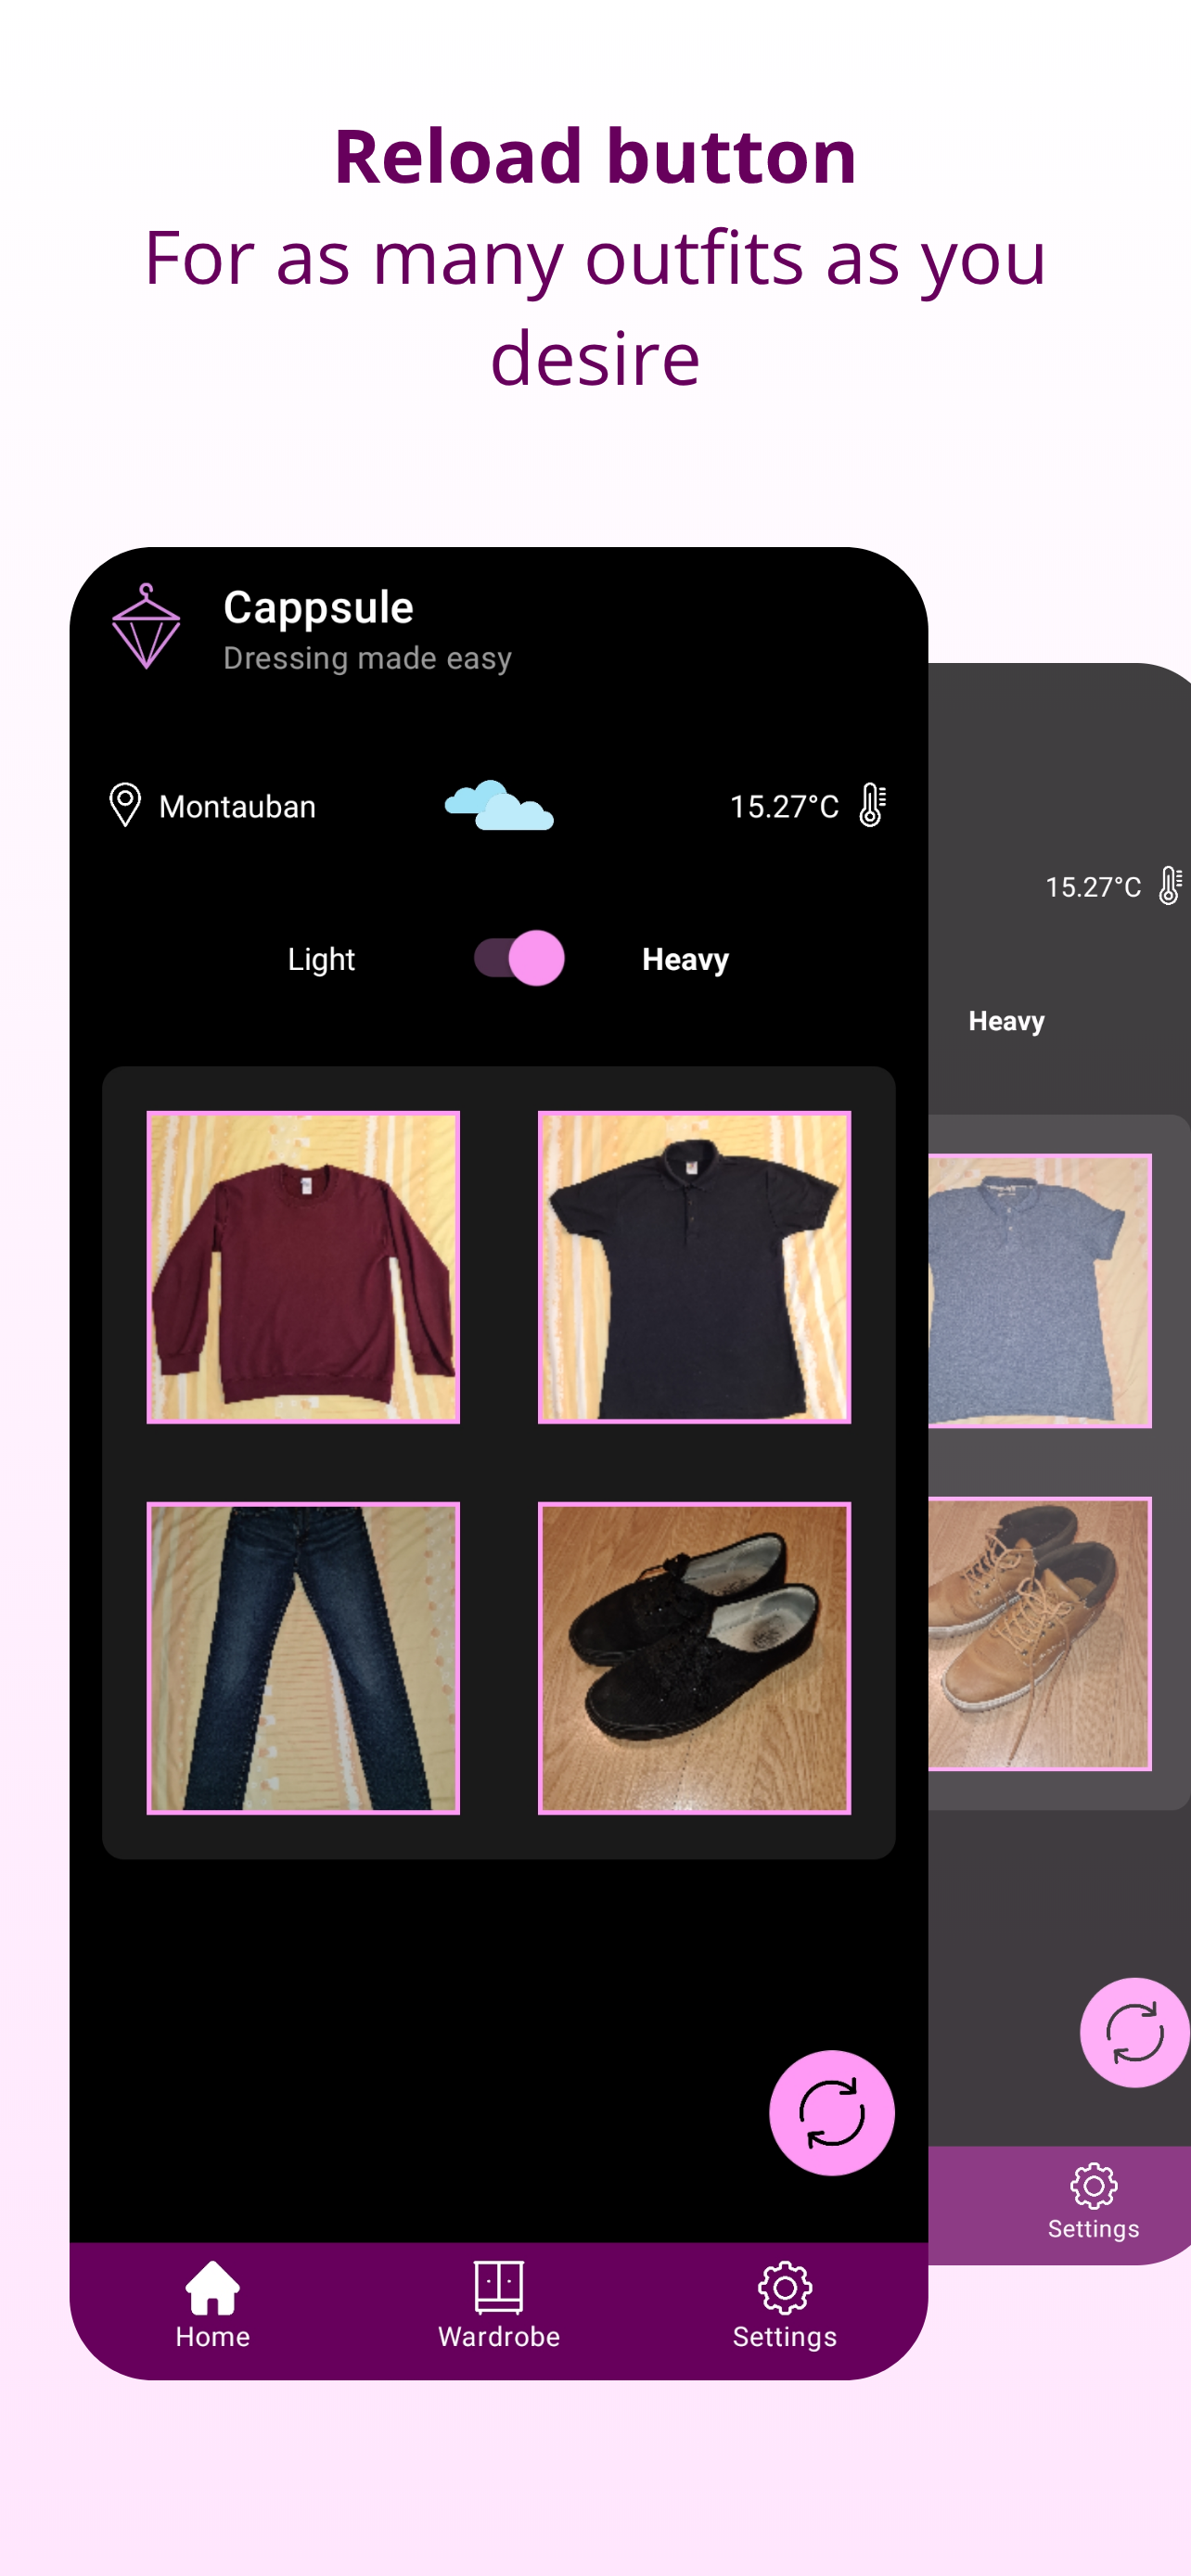 Reload button
For as many outfits as you
desire
Cappsule
Dressing made easy
Montauban
15.27°C
Light
Heavy
Home
Wardrobe
Settings
15.27°C
Heavy
Settings